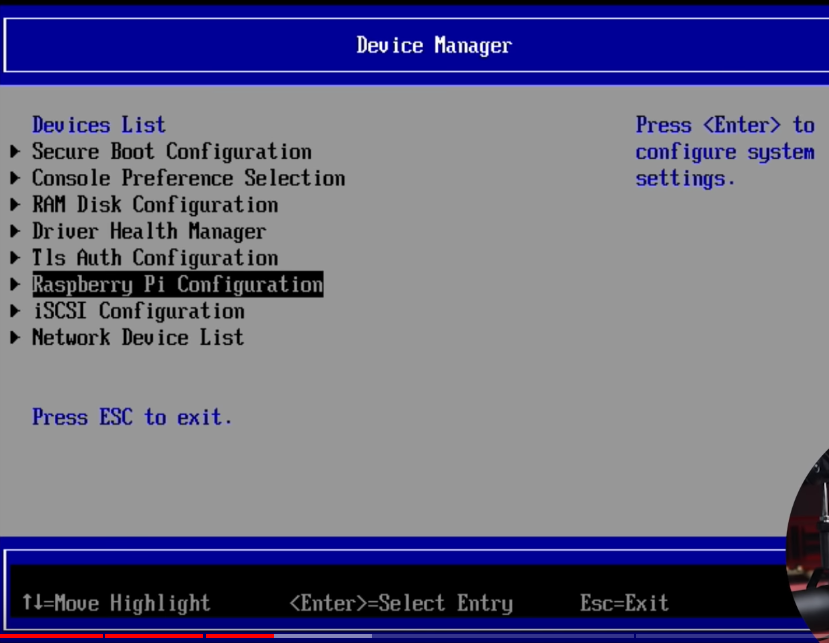 Device Manager
Devices List
Secure Boot Configuration
Console Preference Selection
RAM Disk Configuration
Driver Health Manager
Tls Auth Configuration
Raspberry Pi Configuration
iSCSI Configuration
Network Device List
Press ESC to exit.
Press <Enter> to
configure system
settings.
↑↓=Move Highlight <Enter>=Select Entry Esc=Exit